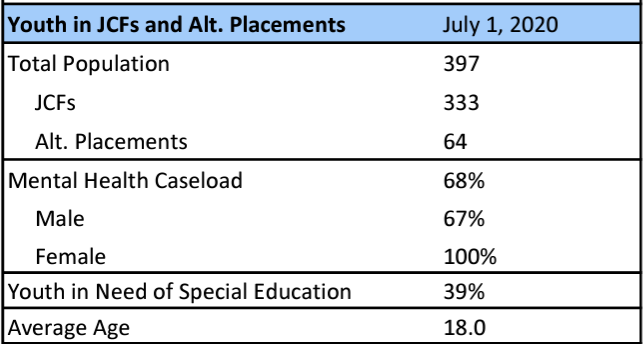 Youth in JCFs and Alt. Placements July 1, 2020
Total Population 397
JCFs 333
Alt. Placements 64
Mental Health Caseload 68%
Male 67%
Female 100%
Youth in Need of Special Education 39%
Average Age 18.0